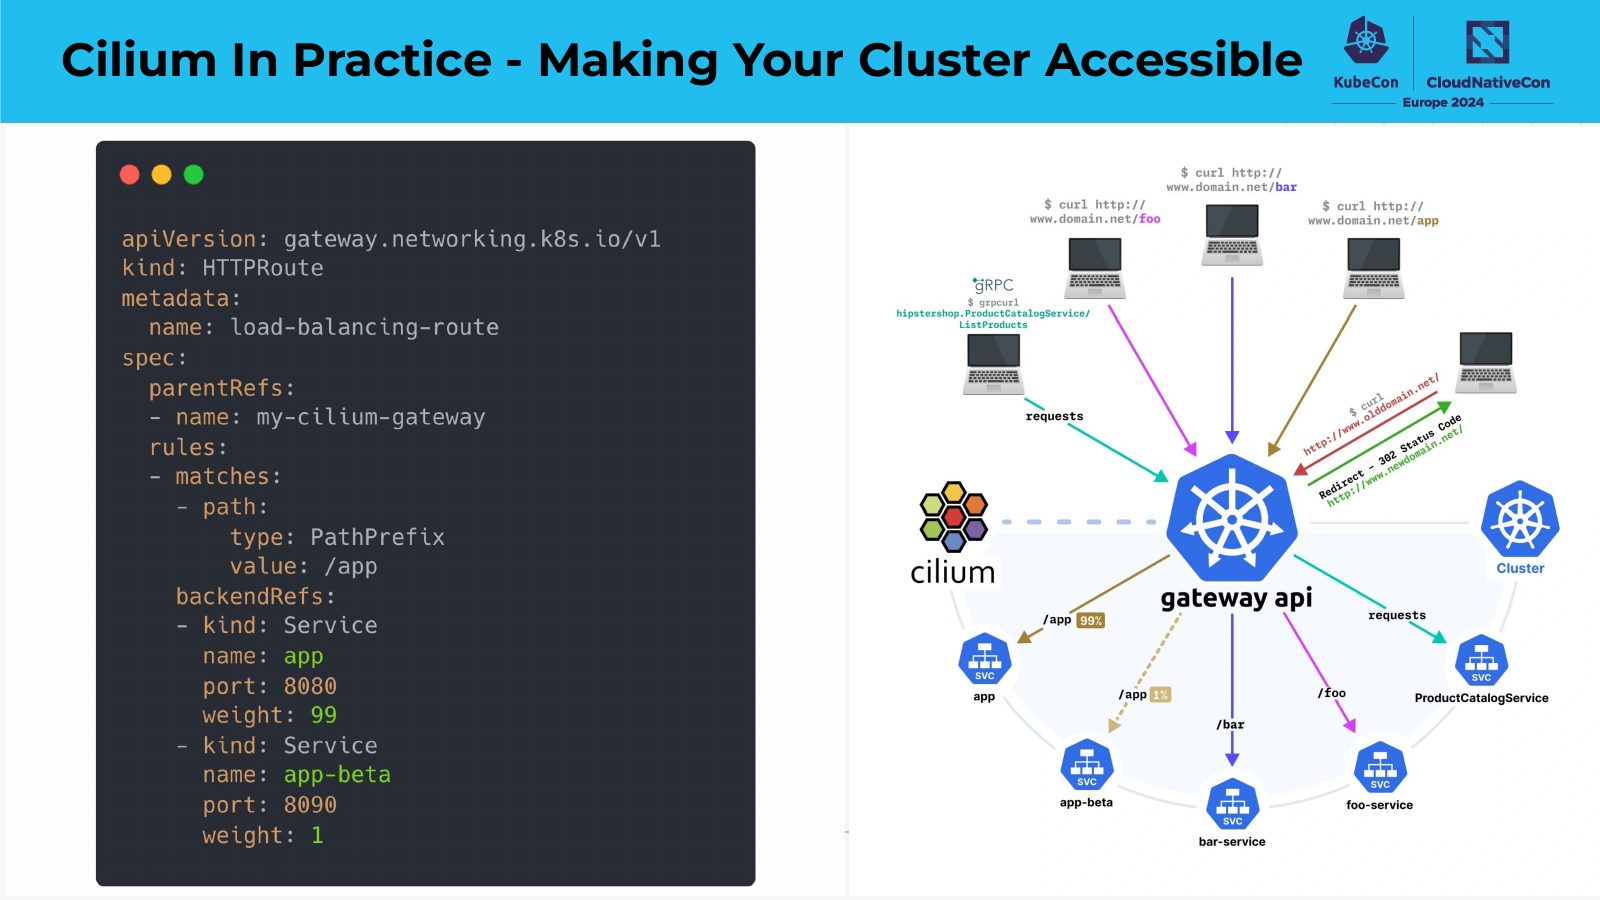 Cilium In Practice - Making Your Cluster Accessible
KubeCon
CloudNativeCon
Europe 2024
apiVersion: gateway.networking.k8s.io/v1
kind: HTTPRoute
metadata:
  name: load-balancing-route
spec:
  parentRefs:
  - name: my-cilium-gateway
  rules:
  - matches:
    - path:
        type: PathPrefix
        value: /app
    backendRefs:
    - kind: Service
      name: app
      port: 8080
      weight: 99
    - kind: Service
      name: app-beta
      port: 8090
      weight: 1
$ curl http://
www.domain.net/bar
$ curl http://
www.domain.net/foo
$ curl http://
www.domain.net/app
gRPC
$ grpcurl
hipstershop.ProductCatalogService/
ListProducts
requests
$ curl
http://www.olddomain.net/
Redirect - 302 Status Code
http://www.newdomain.net/
cilium
gateway api
Cluster
/app 99%
/app 1%
/bar
/foo
requests
SVC
app
SVC
app-beta
SVC
bar-service
SVC
foo-service
SVC
ProductCatalogService